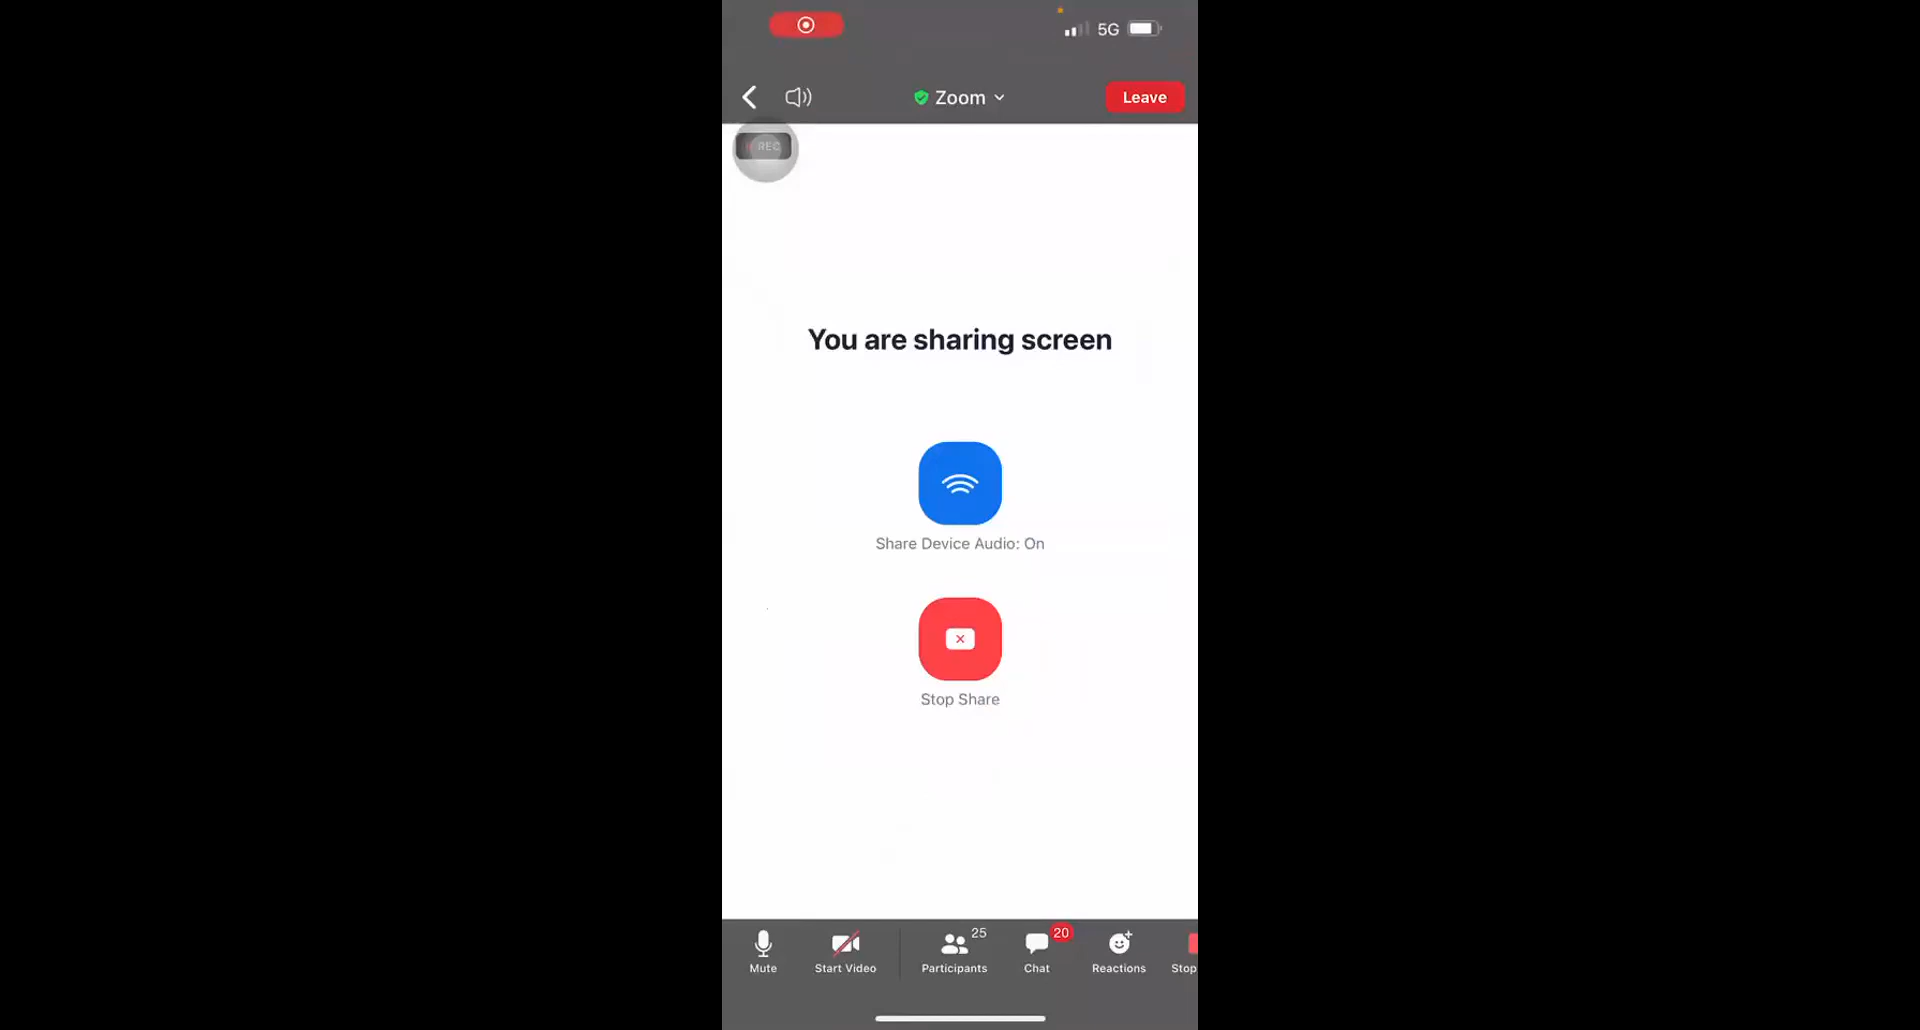 5G
Zoom
Leave
REC
You are sharing screen
Share Device Audio: On
Stop Share
25
20
Mute
Start Video
Participants
Chat
Reactions
Stop